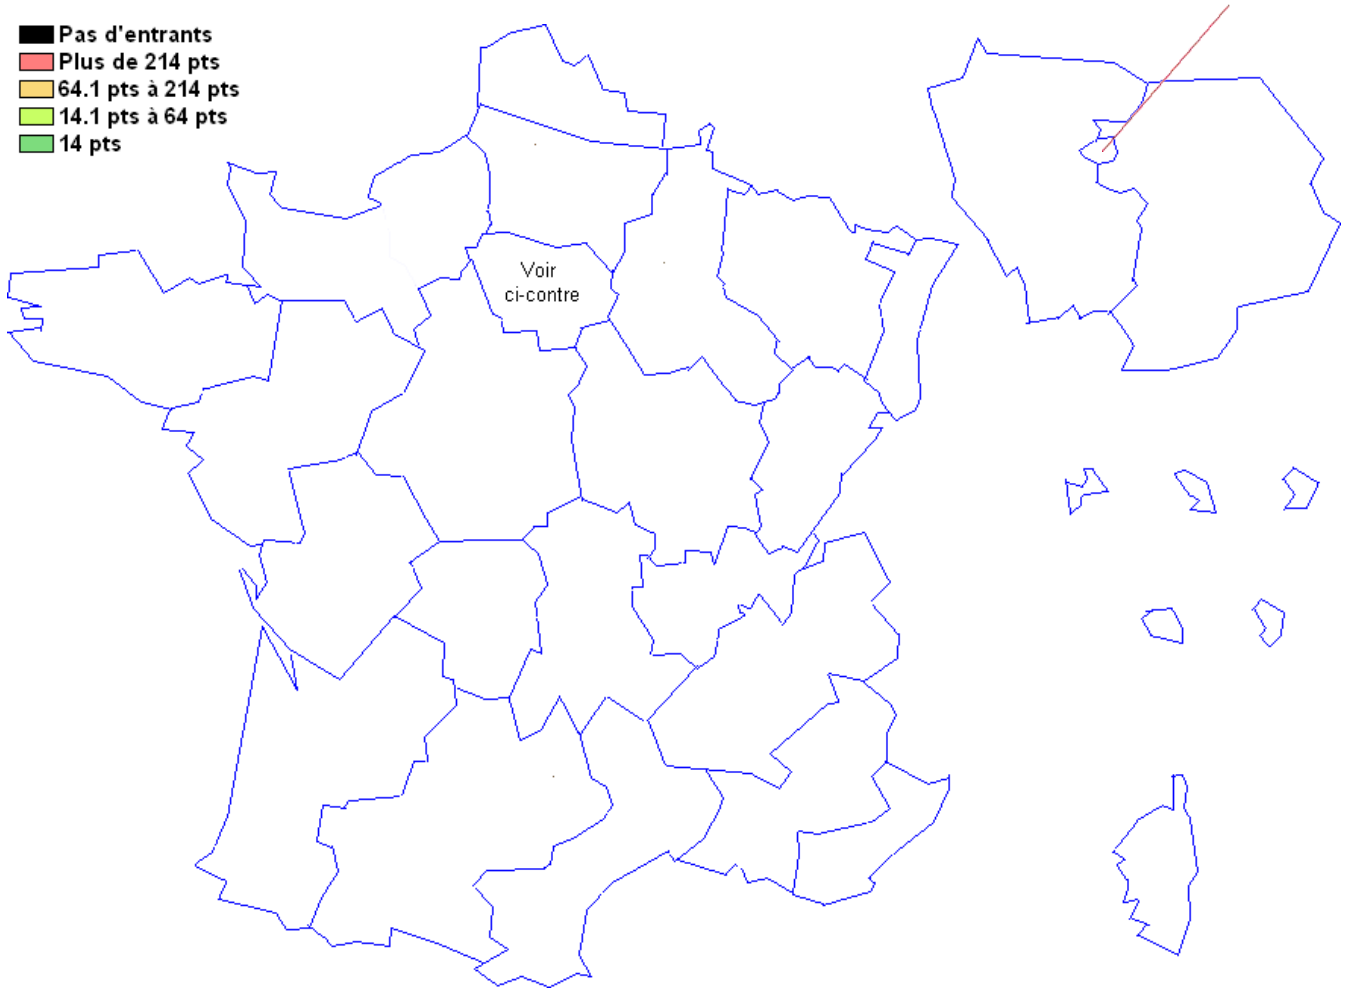 Pas d'entrants
Plus de 214 pts
64.1 pts à 214 pts
14.1 pts à 64 pts
14 pts
Voir
ci-contre